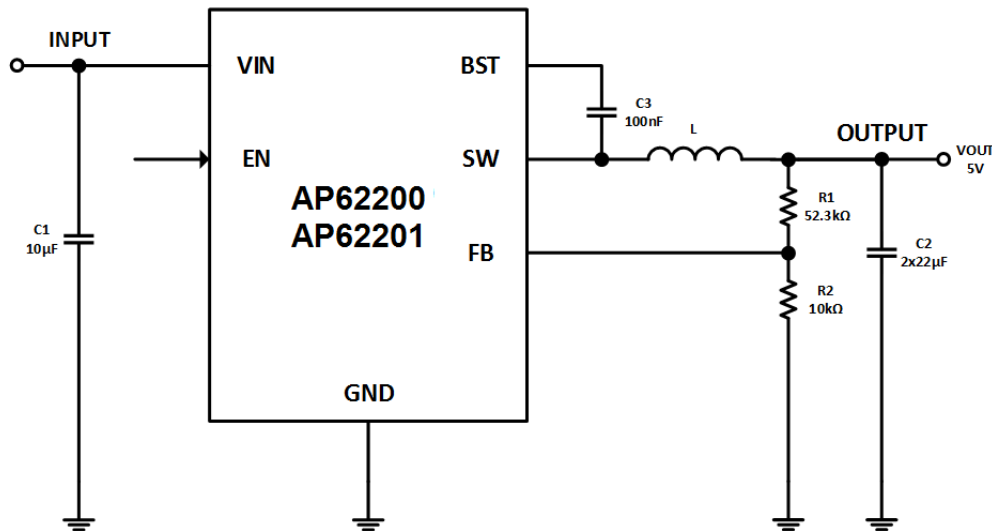 INPUT
VIN
BST
C3
100nF
L
OUTPUT
VOUT
5V
EN
SW
AP62200
AP62201
R1
52.3kΩ
C1
10µF
FB
C2
2x22µF
R2
10kΩ
GND